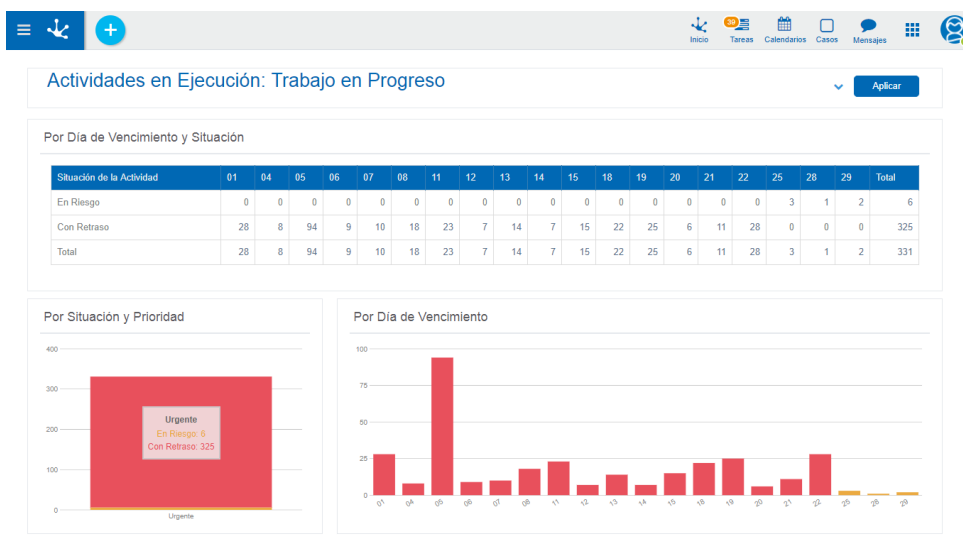 39
Inicio Tareas Calendarios Casos Mensajes
Actividades en Ejecución: Trabajo en Progreso
Aplicar
Por Día de Vencimiento y Situación
Situación de la Actividad 01 04 05 06 07 08 11 12 13 14 15 18 19 20 21 22 25 28 29 Total
En Riesgo 0 0 0 0 0 0 0 0 0 0 0 0 0 0 0 0 3 1 2 6
Con Retraso 28 8 94 9 10 18 23 7 14 7 15 22 25 6 11 28 0 0 0 325
Total 28 8 94 9 10 18 23 7 14 7 15 22 25 6 11 28 3 1 2 331
Por Situación y Prioridad
400
300
200
100
0
Urgente
En Riesgo: 6
Con Retraso: 325
Urgente
Por Día de Vencimiento
100
75
50
25
0
01 04 05 06 07 08 11 12 13 14 15 18 19 20 21 22 25 28 29